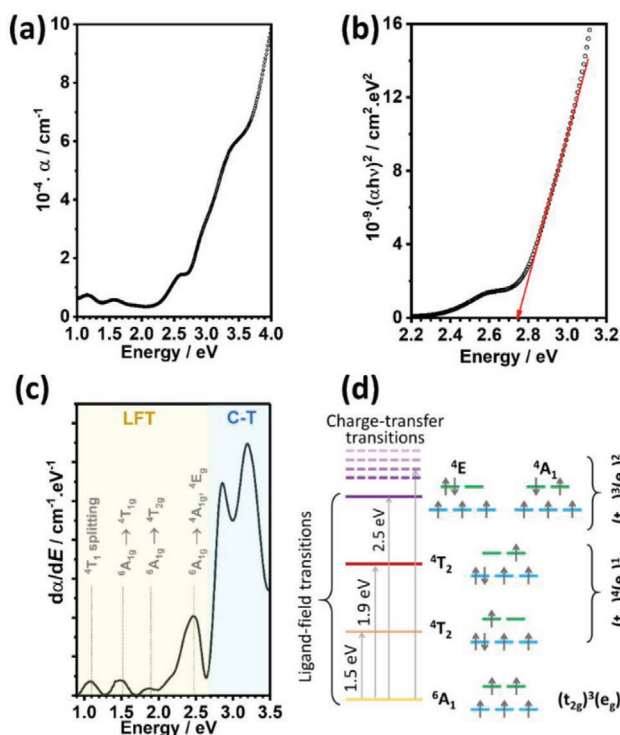 (a)
10
8
6
4
2
0
1.0 1.5 2.0 2.5 3.0 3.5 4.0
10⁻⁴. α / cm⁻¹
Energy / eV
(b)
16
12
8
4
0
2.2 2.4 2.6 2.8 3.0 3.2
10⁻⁹.(αhν)² / cm².eV²
Energy / eV
(c)
LFT
C-T
⁴T₁ splitting
⁶A₁g → ⁴T₁g
⁶A₁g → ⁴T₂g
⁶A₁g → ⁴A₁g, ⁴Eg
dα/dE / cm⁻¹.eV⁻¹
1.0 1.5 2.0 2.5 3.0 3.5
Energy / eV
(d)
Charge-transfer
transitions
Ligand-field transitions
1.5 eV
1.9 eV
2.5 eV
⁴E
⁴A₁
⁴T₂
⁴T₂
⁶A₁
(t₂g)³(eg)